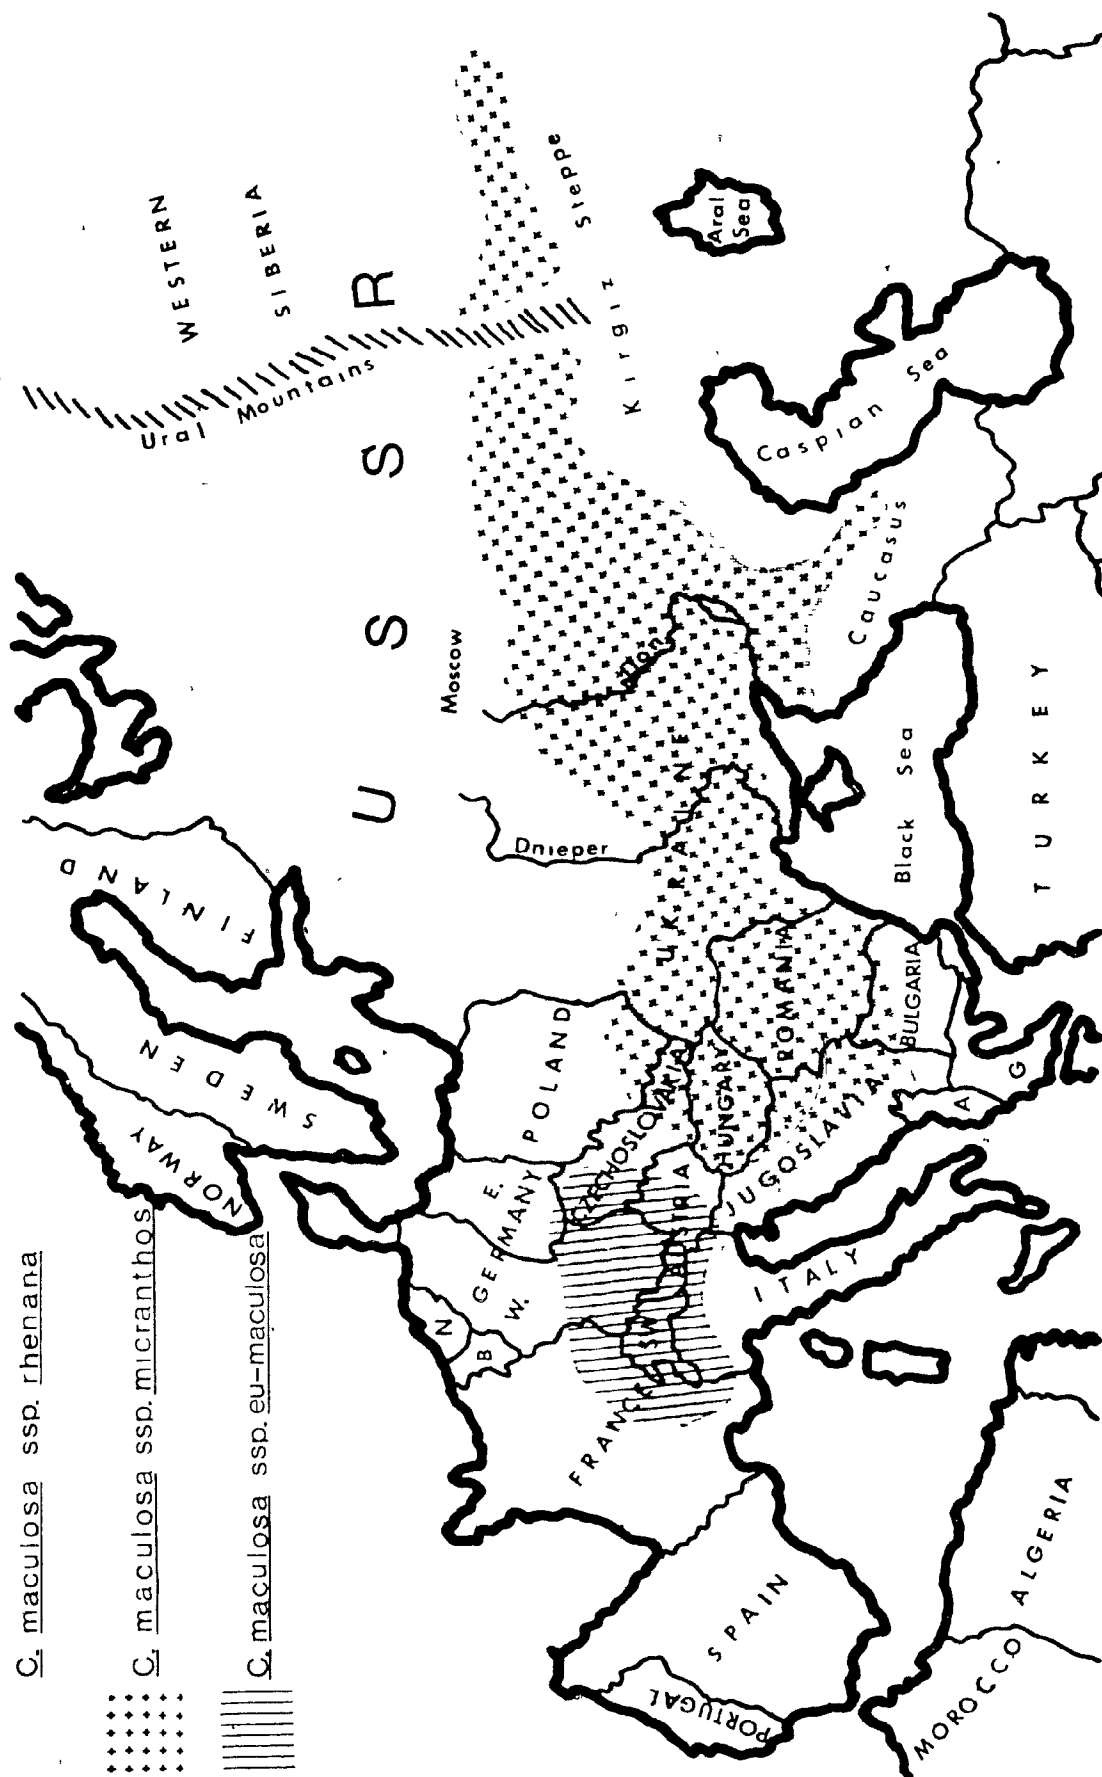 C. maculosa ssp. rhenana
C. maculosa ssp. micranthos
C. maculosa ssp. eu-maculosa
NORWAY
SWEDEN
FINLAND
WESTERN
SIBERIA
Ural Mountains
U S S R
Moscow
Dnieper
Don
Kirgiz Steppe
Aral
Sea
Caspian Sea
Caucasus
Black Sea
TURKEY
UKRAINE
POLAND
E.
W.
GERMANY
N
B
CZECHOSLOVAKIA
AUSTRIA
HUNGARY
ROMANIA
BULGARIA
JUGOSLAVIA
A
G
ITALY
SW
FRANCE
SPAIN
PORTUGAL
MOROCCO
ALGERIA